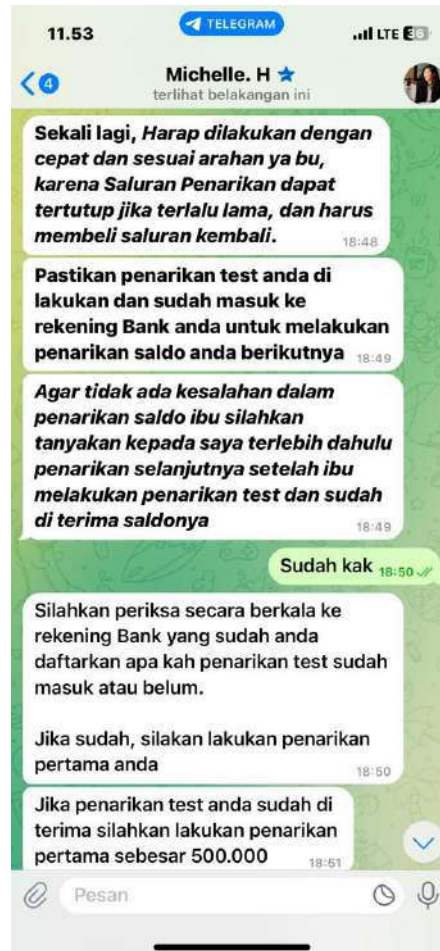 11.53
TELEGRAM
LTE 36
4
Michelle. H
terlihat belakangan ini
Sekali lagi, Harap dilakukan dengan
cepat dan sesuai arahan ya bu,
karena Saluran Penarikan dapat
tertutup jika terlalu lama, dan harus
membeli saluran kembali.
18:48
Pastikan penarikan test anda di
lakukan dan sudah masuk ke
rekening Bank anda untuk melakukan
penarikan saldo anda berikutnya
18:49
Agar tidak ada kesalahan dalam
penarikan saldo ibu silahkan
tanyakan kepada saya terlebih dahulu
penarikan selanjutnya setelah ibu
melakukan penarikan test dan sudah
di terima saldonya
18:49
Sudah kak 18:50
Silahkan periksa secara berkala ke
rekening Bank yang sudah anda
daftarkan apa kah penarikan test sudah
masuk atau belum.
Jika sudah, silakan lakukan penarikan
pertama anda
18:50
Jika penarikan test anda sudah di
terima silahkan lakukan penarikan
pertama sebesar 500.000
18:51
Pesan